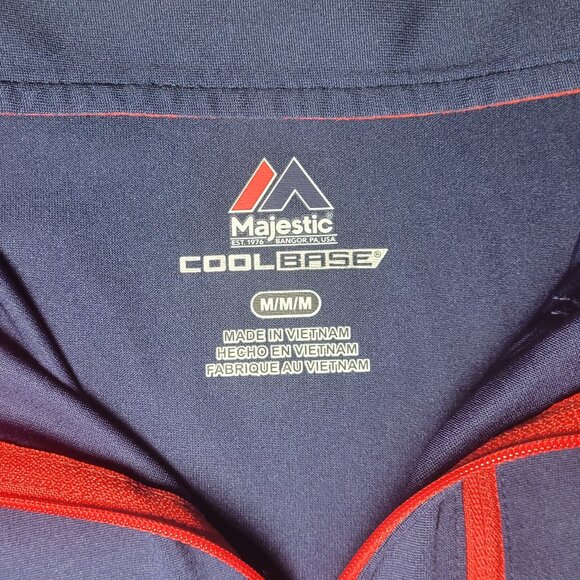 Majestic®
EST. 1976 BANGOR, PA, USA
COOLBASE®
M/M/M
MADE IN VIETNAM
HECHO EN VIETNAM
FABRIQUE AU VIETNAM